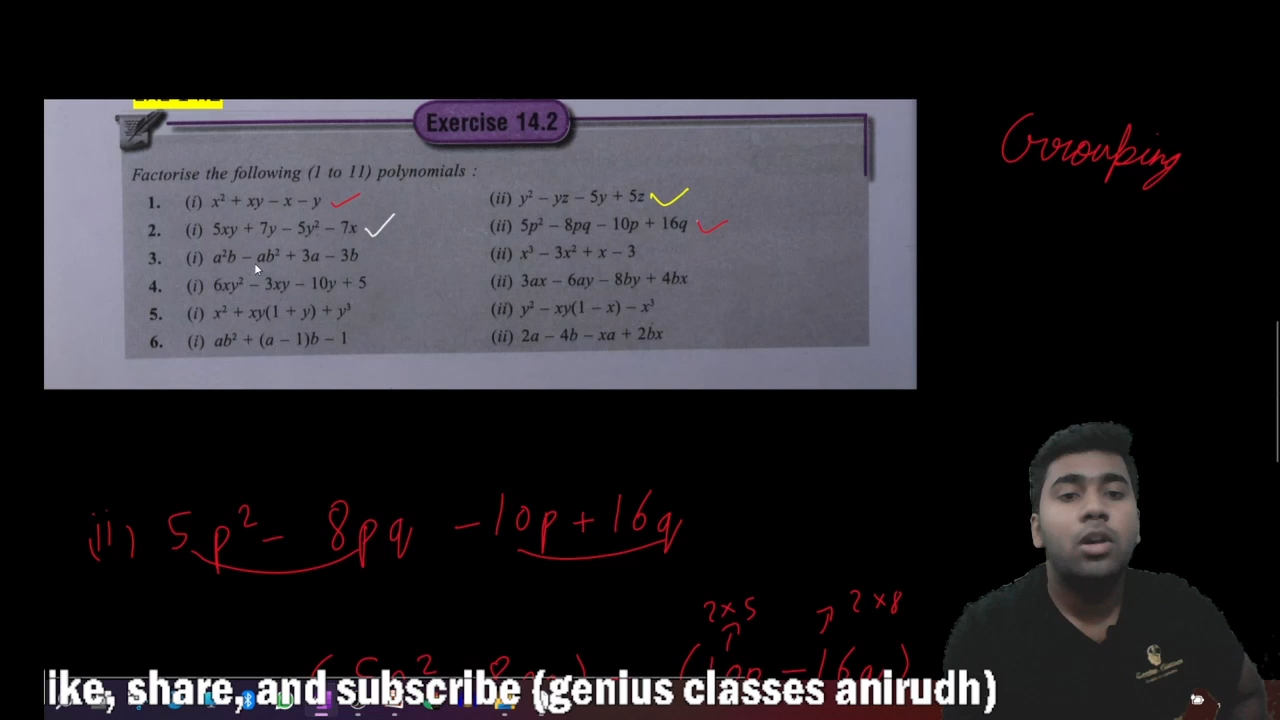 Exercise 14.2
Grouping
Factorise the following (1 to 11) polynomials :
1. (i) x² + xy – x – y (ii) y² – yz – 5y + 5z
2. (i) 5xy + 7y – 5y² – 7x (ii) 5p² – 8pq – 10p + 16q
3. (i) a²b – ab² + 3a – 3b (ii) x³ – 3x² + x – 3
4. (i) 6xy² – 3xy – 10y + 5 (ii) 3ax – 6ay – 8by + 4bx
5. (i) x² + xy(1 + y) + y³ (ii) y² – xy(1 – x) – x³
6. (i) ab² + (a – 1)b – 1 (ii) 2a – 4b – xa + 2bx
ii) 5p² – 8pq – 10p + 16q
2×5 2×8
ike, share, and subscribe (genius classes anirudh)